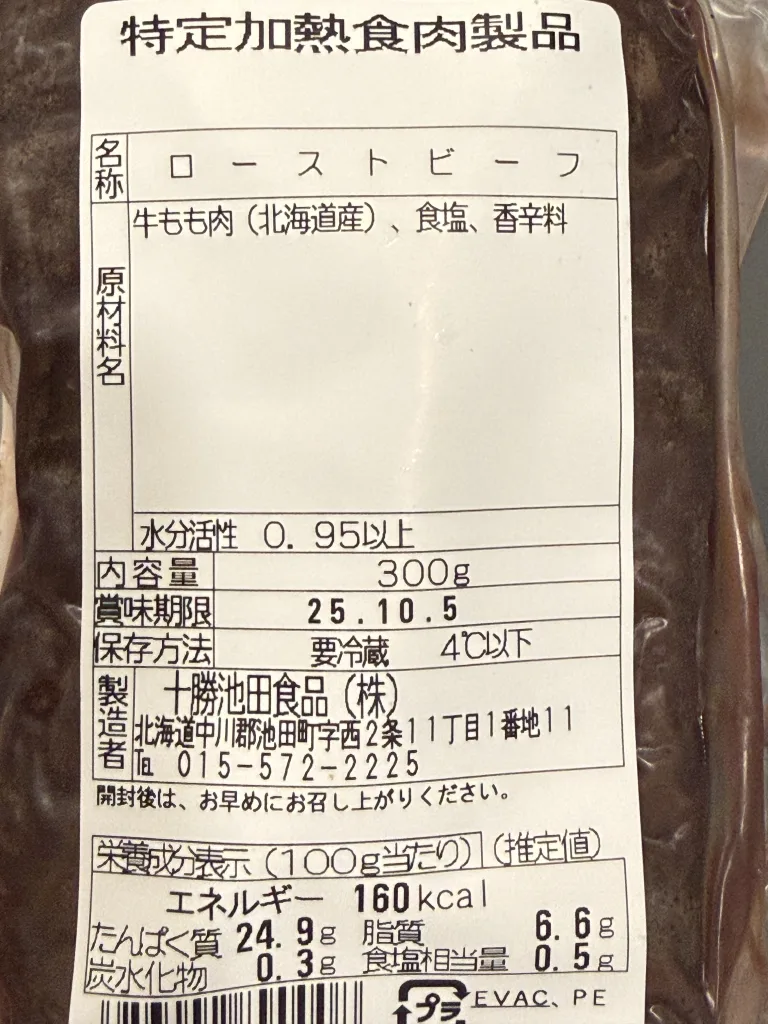 特定加熱食肉製品
名称 ローストビーフ
原材料名 牛もも肉（北海道産）、食塩、香辛料
水分活性 0.95以上
内容量 300g
賞味期限 25.10.5
保存方法 要冷蔵 4℃以下
製造者 十勝池田食品（株）
北海道中川郡池田町字西2条11丁目1番地11
℡ 015-572-2225
開封後は、お早めにお召し上がりください。
栄養成分表示（100g当たり）（推定値）
エネルギー 160kcal
たんぱく質 24.9g 脂質 6.6g
炭水化物 0.3g 食塩相当量 0.5g
プラ EVAC、PE